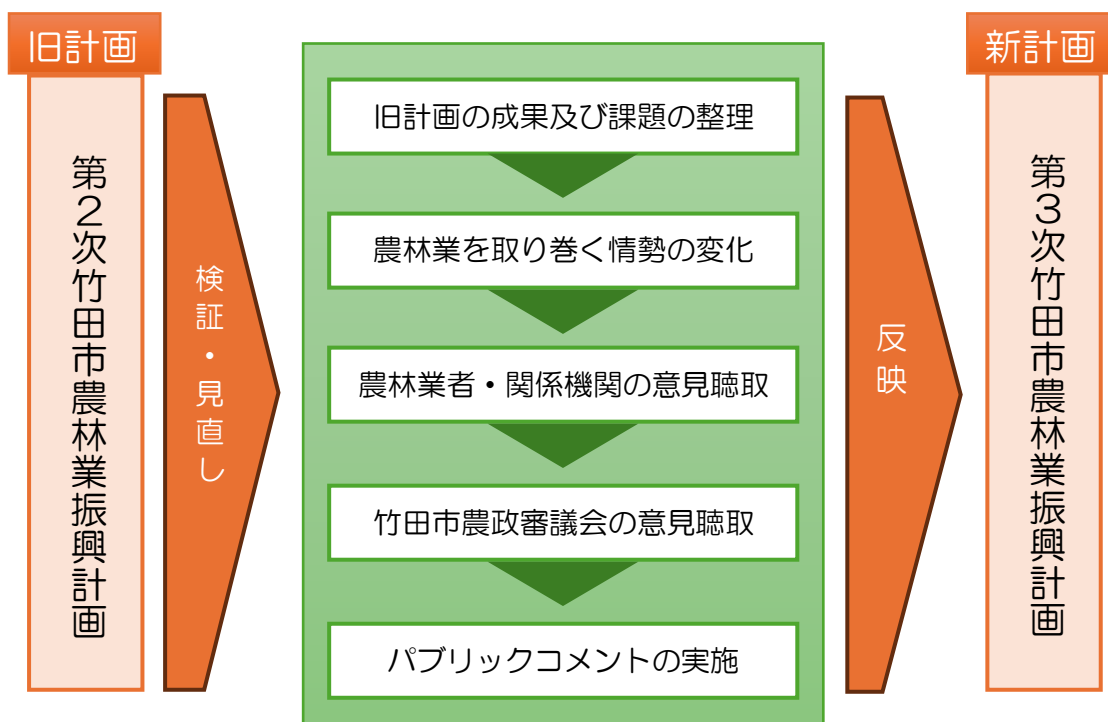 旧計画
第2次竹田市農林業振興計画
検証・見直し
旧計画の成果及び課題の整理
農林業を取り巻く情勢の変化
農林業者・関係機関の意見聴取
竹田市農政審議会の意見聴取
パブリックコメントの実施
反映
新計画
第3次竹田市農林業振興計画